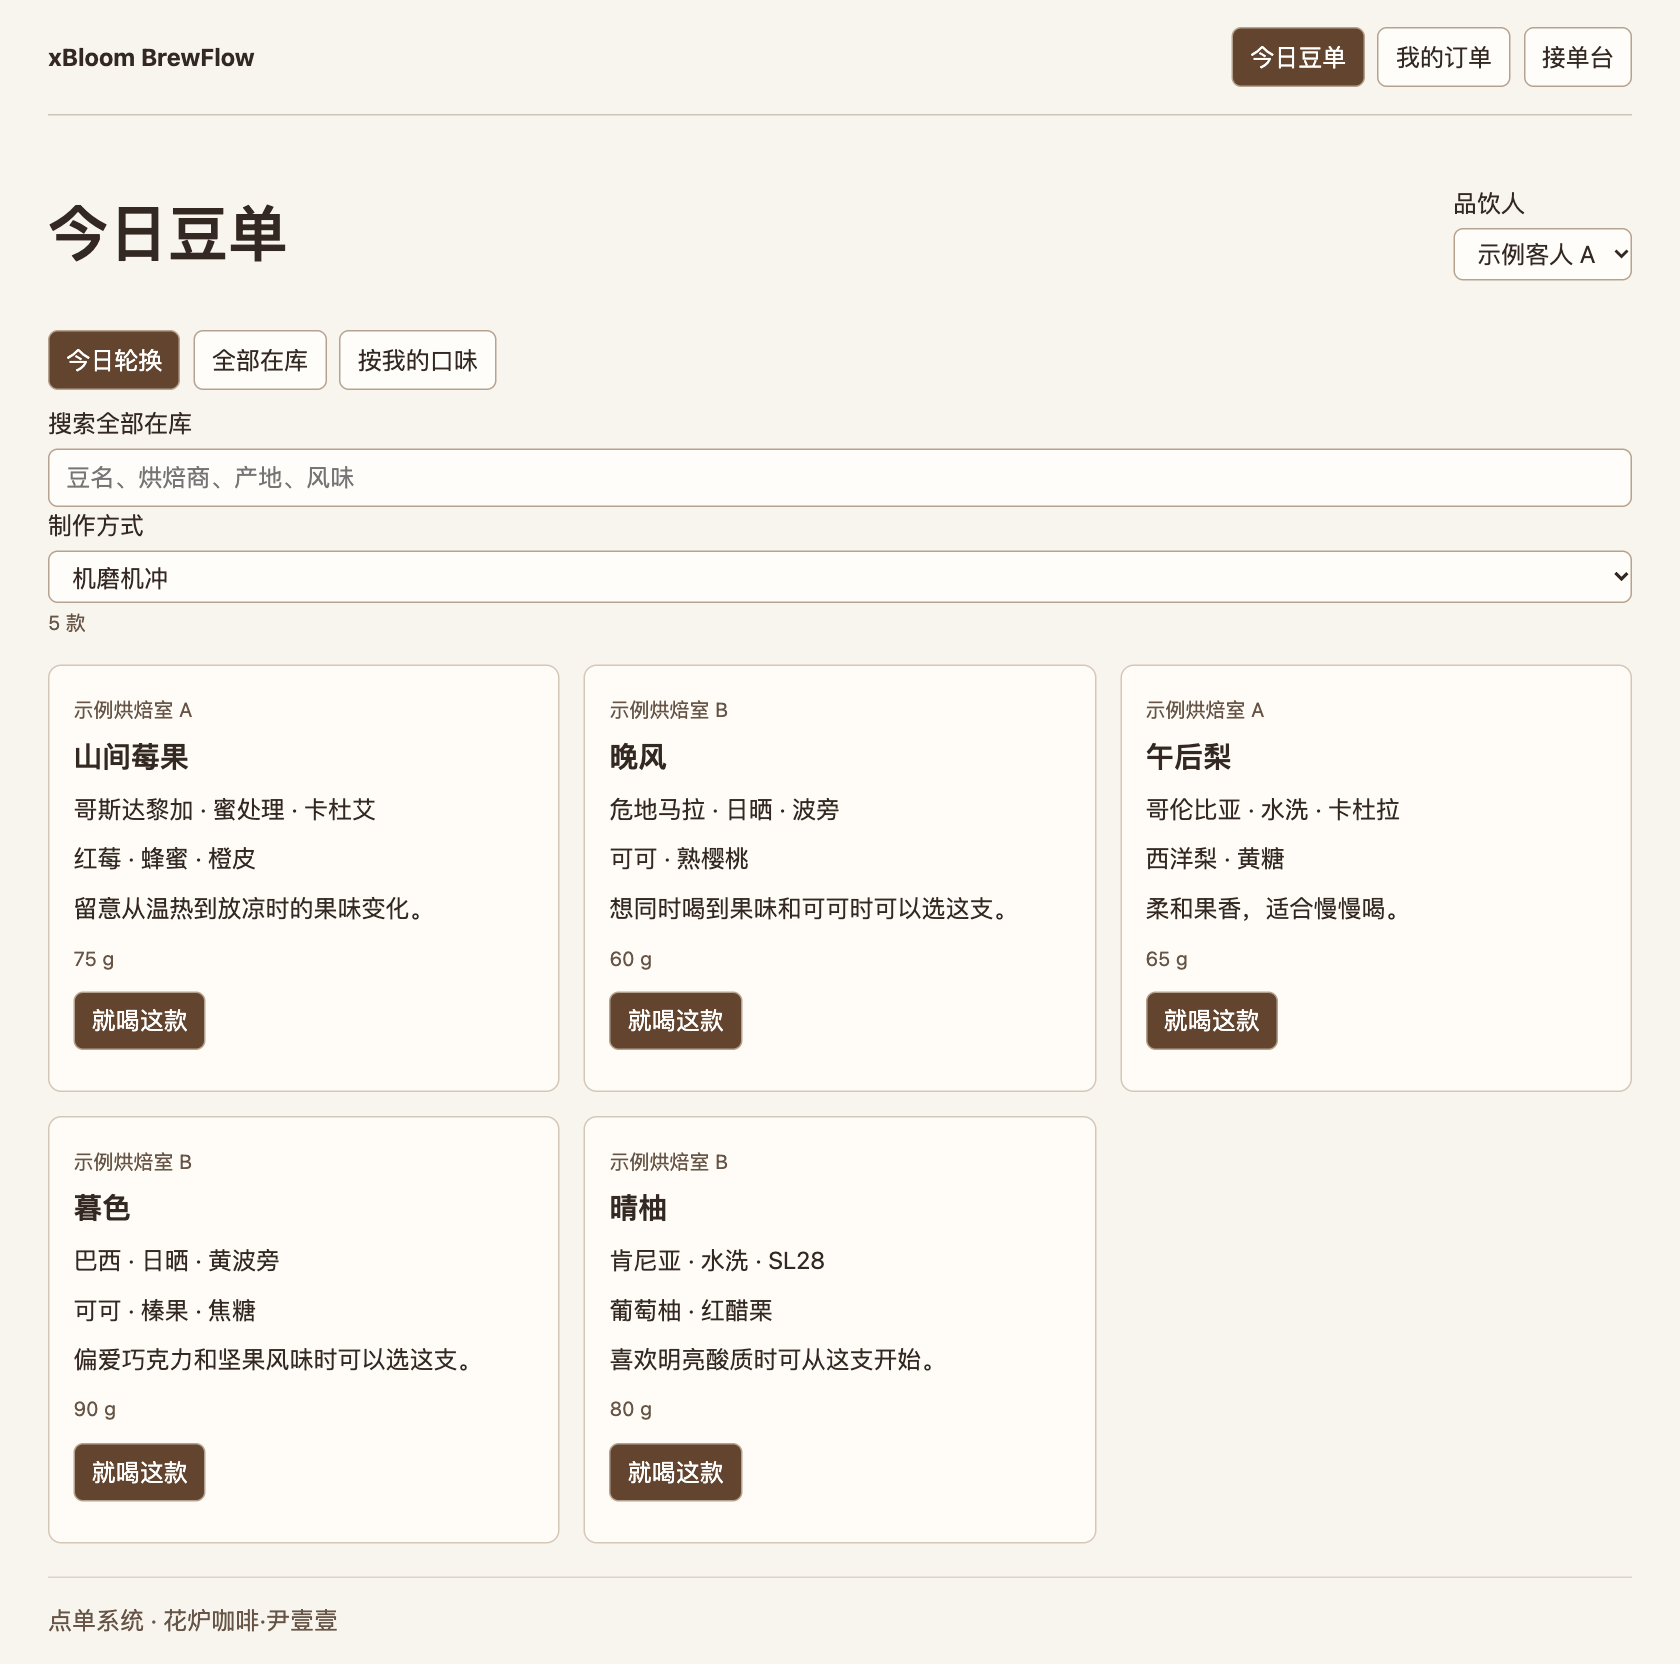 xBloom BrewFlow
今日豆单
我的订单
接单台
今日豆单
品饮人
示例客人 A
今日轮换
全部在库
按我的口味
搜索全部在库
豆名、烘焙商、产地、风味
制作方式
机磨机冲
5 款
示例烘焙室 A
山间莓果
哥斯达黎加 · 蜜处理 · 卡杜艾
红莓 · 蜂蜜 · 橙皮
留意从温热到放凉时的果味变化。
75 g
就喝这款
示例烘焙室 B
晚风
危地马拉 · 日晒 · 波旁
可可 · 熟樱桃
想同时喝到果味和可可时可以选这支。
60 g
就喝这款
示例烘焙室 A
午后梨
哥伦比亚 · 水洗 · 卡杜拉
西洋梨 · 黄糖
柔和果香，适合慢慢喝。
65 g
就喝这款
示例烘焙室 B
暮色
巴西 · 日晒 · 黄波旁
可可 · 榛果 · 焦糖
偏爱巧克力和坚果风味时可以选这支。
90 g
就喝这款
示例烘焙室 B
晴柚
肯尼亚 · 水洗 · SL28
葡萄柚 · 红醋栗
喜欢明亮酸质时可从这支开始。
80 g
就喝这款
点单系统 · 花炉咖啡·尹壹壹